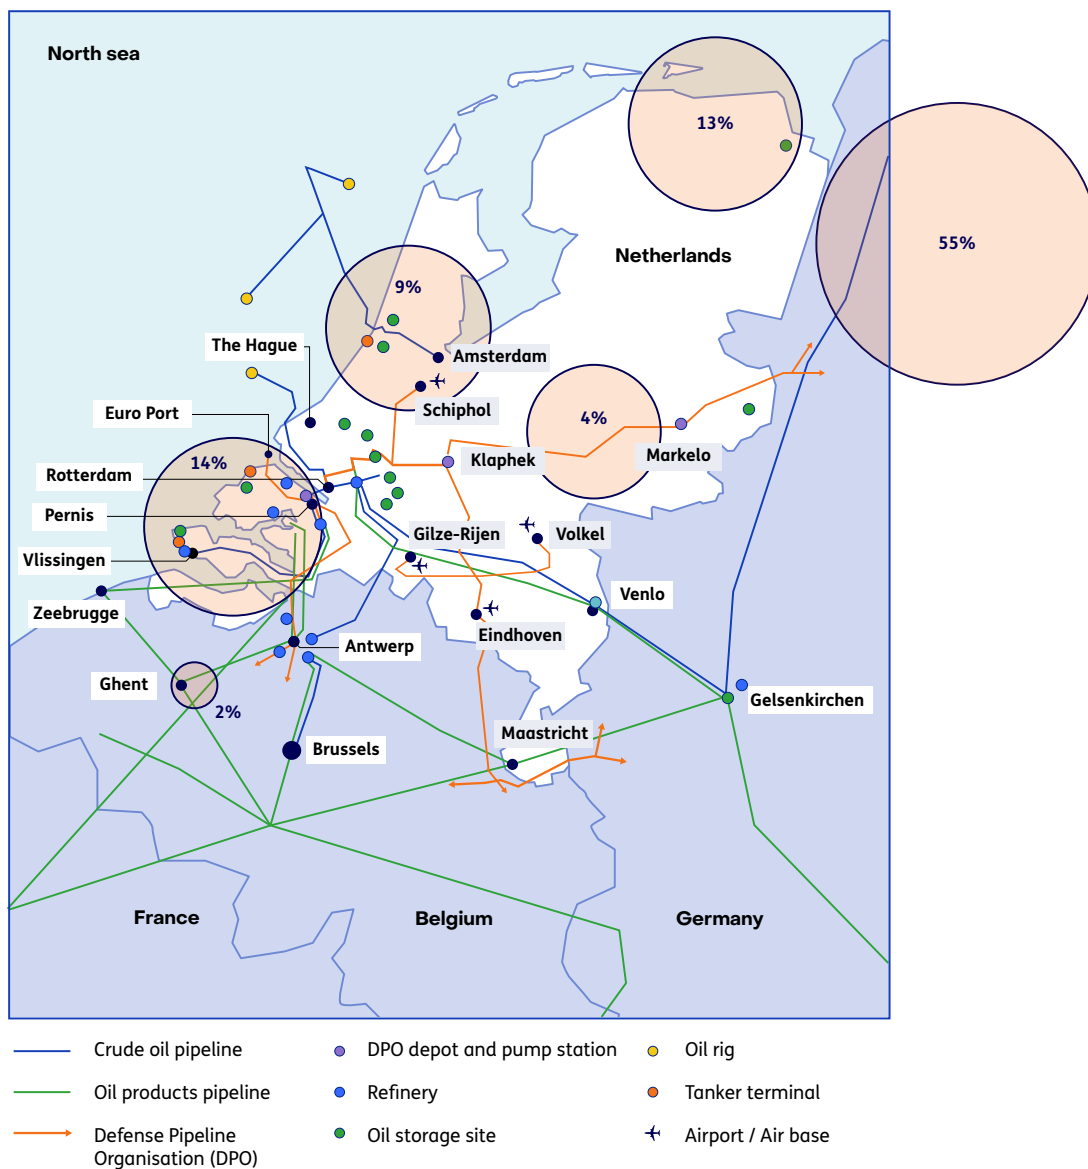 North sea
13%
55%
Netherlands
9%
The Hague
Amsterdam
Schiphol
Euro Port
4%
Klaphek
Markelo
14%
Rotterdam
Pernis
Gilze-Rijen
Volkel
Vlissingen
Venlo
Zeebrugge
Eindhoven
Antwerp
Ghent
2%
Gelsenkirchen
Maastricht
Brussels
France
Belgium
Germany
Crude oil pipeline
Oil products pipeline
Defense Pipeline
Organisation (DPO)
DPO depot and pump station
Refinery
Oil storage site
Oil rig
Tanker terminal
Airport / Air base